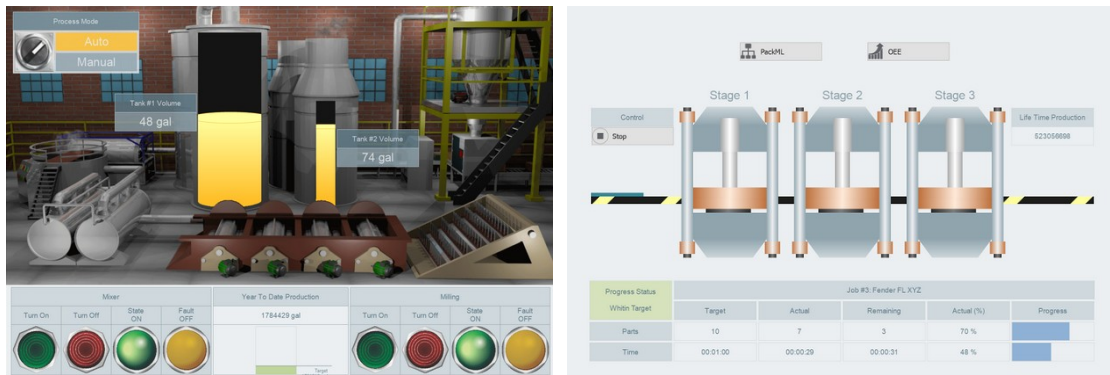 Process Mode
Auto
Manual
Tank #1 Volume
48 gal
Tank #2 Volume
74 gal
Mixer
Turn On
Turn Off
State
ON
Fault
OFF
Year To Date Production
1784429 gal
Target
Milling
Turn On
Turn Off
State
ON
Fault
OFF
PackML
OEE
Stage 1
Stage 2
Stage 3
Control
Stop
Life Time Production
523056698
Progress Status
Whitin Target
Job #3: Fender FL XYZ
Target
Actual
Remaining
Actual (%)
Progress
Parts
10
7
3
70 %
Time
00:01:00
00:00:29
00:00:31
48 %